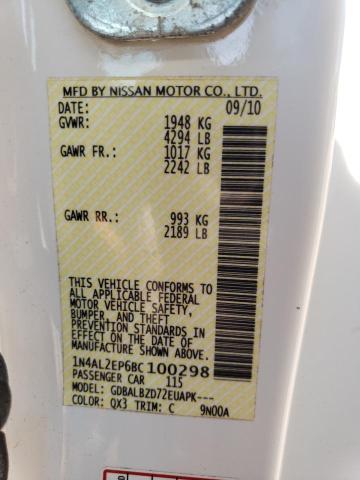 MFD BY NISSAN MOTOR CO., LTD.
DATE: 09/10
GVWR: 1948 KG
4294 LB
GAWR FR.: 1017 KG
2242 LB
GAWR RR.: 993 KG
2189 LB
THIS VEHICLE CONFORMS TO
ALL APPLICABLE FEDERAL
MOTOR VEHICLE SAFETY,
BUMPER, AND THEFT
PREVENTION STANDARDS IN
EFFECT ON THE DATE OF
MANUFACTURE SHOWN ABOVE.
1N4AL2EP6BC100298
PASSENGER CAR 115
MODEL: GDBALBZD72EUAPK---
COLOR: QX3 TRIM: C 9N00A